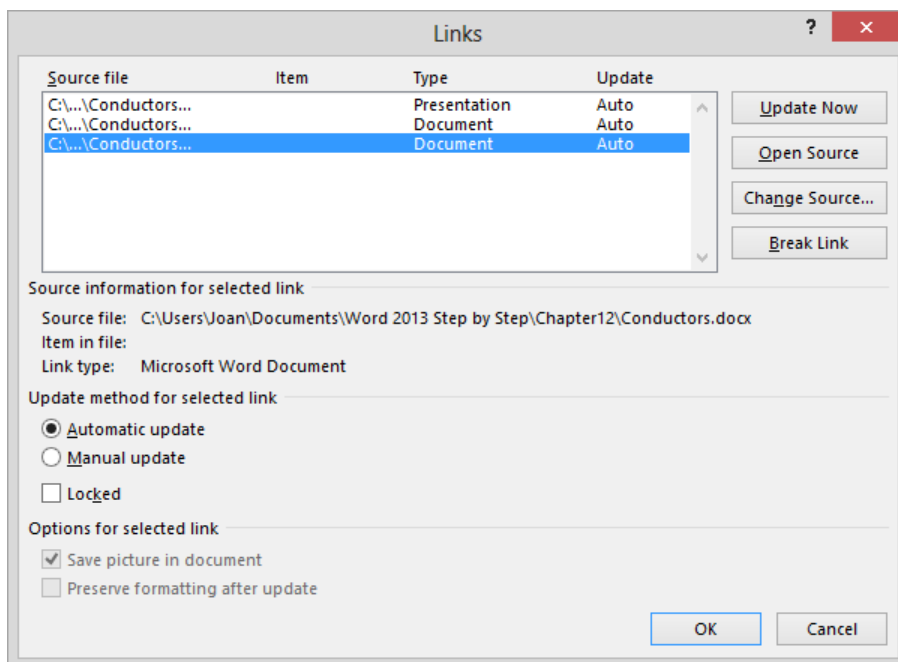 Links
?
Source file Item Type Update
C:\...\Conductors... Presentation Auto
C:\...\Conductors... Document Auto
C:\...\Conductors... Document Auto
Update Now
Open Source
Change Source...
Break Link
Source information for selected link
Source file: C:\Users\Joan\Documents\Word 2013 Step by Step\Chapter12\Conductors.docx
Item in file:
Link type: Microsoft Word Document
Update method for selected link
Automatic update
Manual update
Locked
Options for selected link
Save picture in document
Preserve formatting after update
OK Cancel